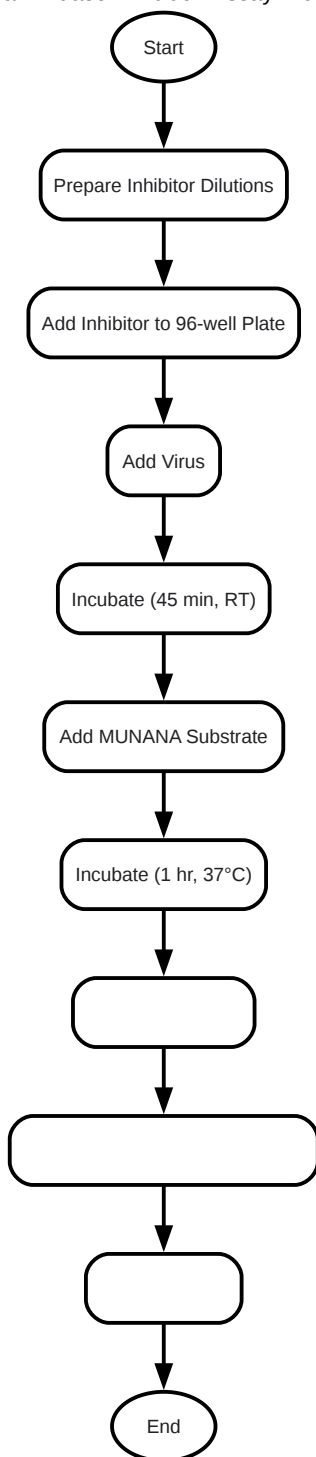 Start
Prepare Inhibitor Dilutions
Add Inhibitor to 96-well Plate
Add Virus
Incubate (45 min, RT)
Add MUNANA Substrate
Incubate (1 hr, 37°C)
End